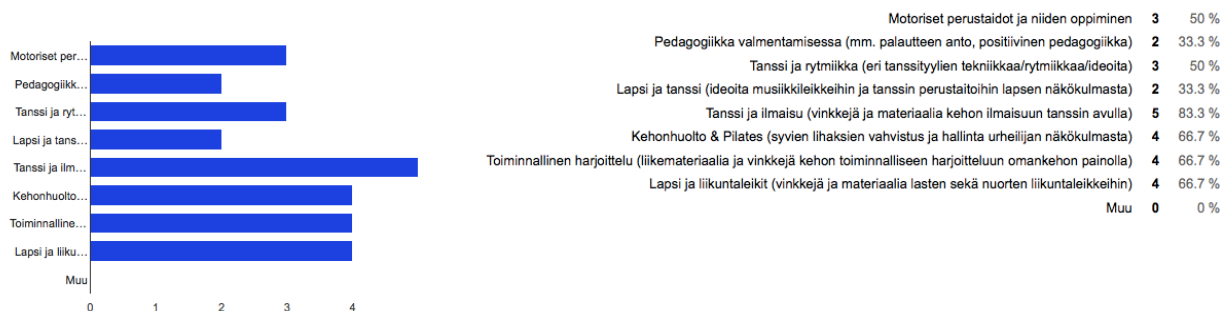 Motoriset per...
Pedagogiikk...
Tanssi ja ryt...
Lapsi ja tans...
Tanssi ja ilm...
Kehonhuolto...
Toiminnalline...
Lapsi ja liiku...
Muu
0 1 2 3 4
Motoriset perustaidot ja niiden oppiminen 3 50 %
Pedagogiikka valmentamisessa (mm. palautteen anto, positiivinen pedagogiikka) 2 33.3 %
Tanssi ja rytmiikka (eri tanssityylien tekniikkaa/rytmiikkaa/ideoita) 3 50 %
Lapsi ja tanssi (ideoita musiikkileikkeihin ja tanssin perustaitoihin lapsen näkökulmasta) 2 33.3 %
Tanssi ja ilmaisu (vinkkejä ja materiaalia kehon ilmaisuun tanssin avulla) 5 83.3 %
Kehonhuolto & Pilates (syvien lihaksien vahvistus ja hallinta urheilijan näkökulmasta) 4 66.7 %
Toiminnallinen harjoittelu (liikemateriaalia ja vinkkejä kehon toiminnalliseen harjoitteluun omankehon painolla) 4 66.7 %
Lapsi ja liikuntaleikit (vinkkejä ja materiaalia lasten sekä nuorten liikuntaleikkeihin) 4 66.7 %
Muu 0 0 %